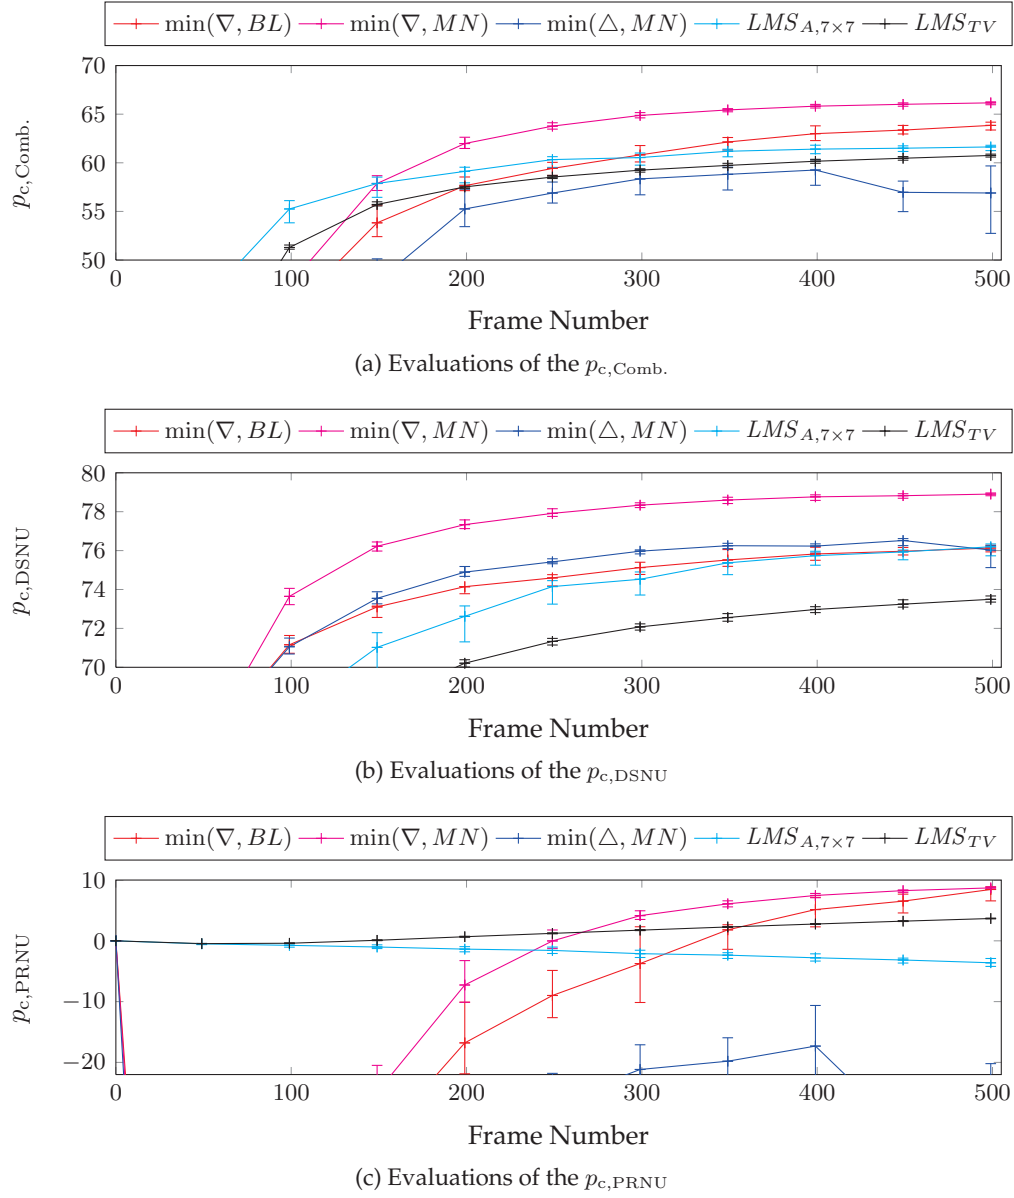 min(∇, BL) min(∇, MN) min(△, MN) LMS_{A,7×7} LMS_{TV}
70
65
60
55
50
p_{c,Comb.}
0 100 200 300 400 500
Frame Number
(a) Evaluations of the p_{c,Comb.}
min(∇, BL) min(∇, MN) min(△, MN) LMS_{A,7×7} LMS_{TV}
80
78
76
74
72
70
p_{c,DSNU}
0 100 200 300 400 500
Frame Number
(b) Evaluations of the p_{c,DSNU}
min(∇, BL) min(∇, MN) min(△, MN) LMS_{A,7×7} LMS_{TV}
10
0
−10
−20
p_{c,PRNU}
0 100 200 300 400 500
Frame Number
(c) Evaluations of the p_{c,PRNU}